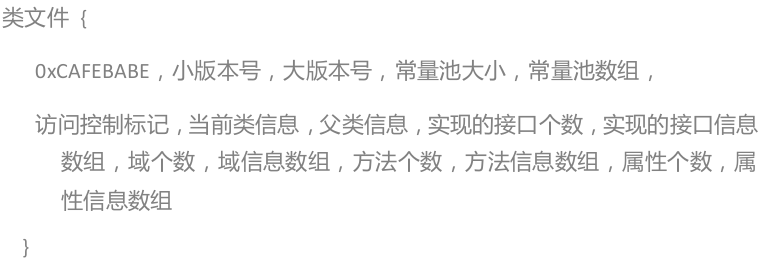 类文件 {
0xCAFEBABE，小版本号，大版本号，常量池大小，常量池数组，
访问控制标记，当前类信息，父类信息，实现的接口个数，实现的接口信息
数组，域个数，域信息数组，方法个数，方法信息数组，属性个数，属
性信息数组
}